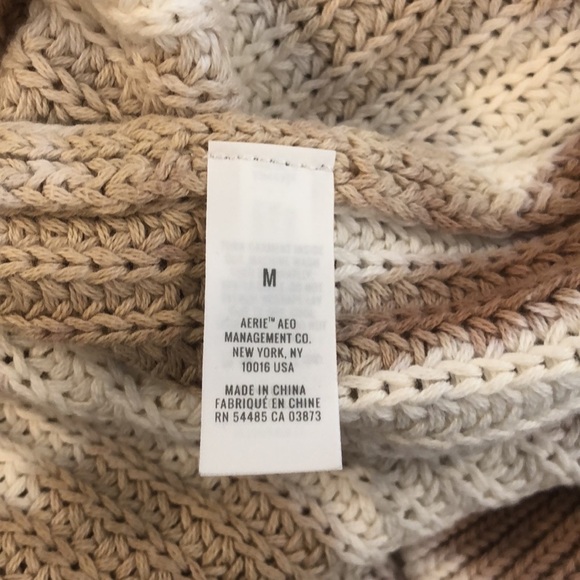 M
AERIE™ AEO
MANAGEMENT CO.
NEW YORK, NY
10016 USA
MADE IN CHINA
FABRIQUÉ EN CHINE
RN 54485 CA 03873